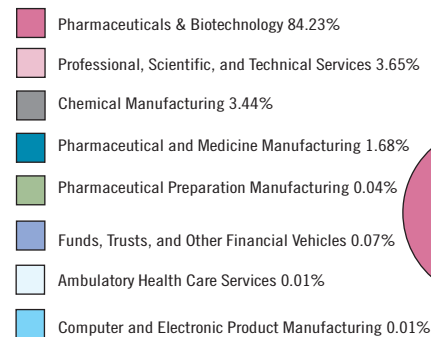 Pharmaceuticals & Biotechnology 84.23%
Professional, Scientific, and Technical Services 3.65%
Chemical Manufacturing 3.44%
Pharmaceutical and Medicine Manufacturing 1.68%
Pharmaceutical Preparation Manufacturing 0.04%
Funds, Trusts, and Other Financial Vehicles 0.07%
Ambulatory Health Care Services 0.01%
Computer and Electronic Product Manufacturing 0.01%